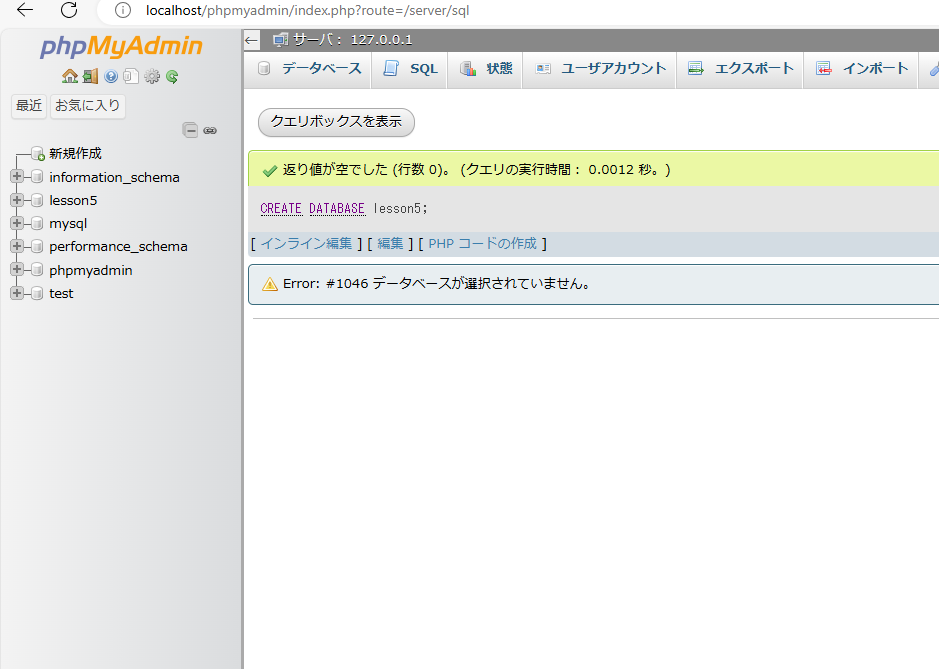 localhost/phpmyadmin/index.php?route=/server/sql
phpMyAdmin
最近 お気に入り
新規作成
information_schema
lesson5
mysql
performance_schema
phpmyadmin
test
サーバ: 127.0.0.1
データベース SQL 状態 ユーザアカウント エクスポート インポート
クエリボックスを表示
返り値が空でした (行数 0)。 (クエリの実行時間: 0.0012 秒。)
CREATE DATABASE lesson5;
[ インライン編集 ] [ 編集 ] [ PHP コードの作成 ]
Error: #1046 データベースが選択されていません。